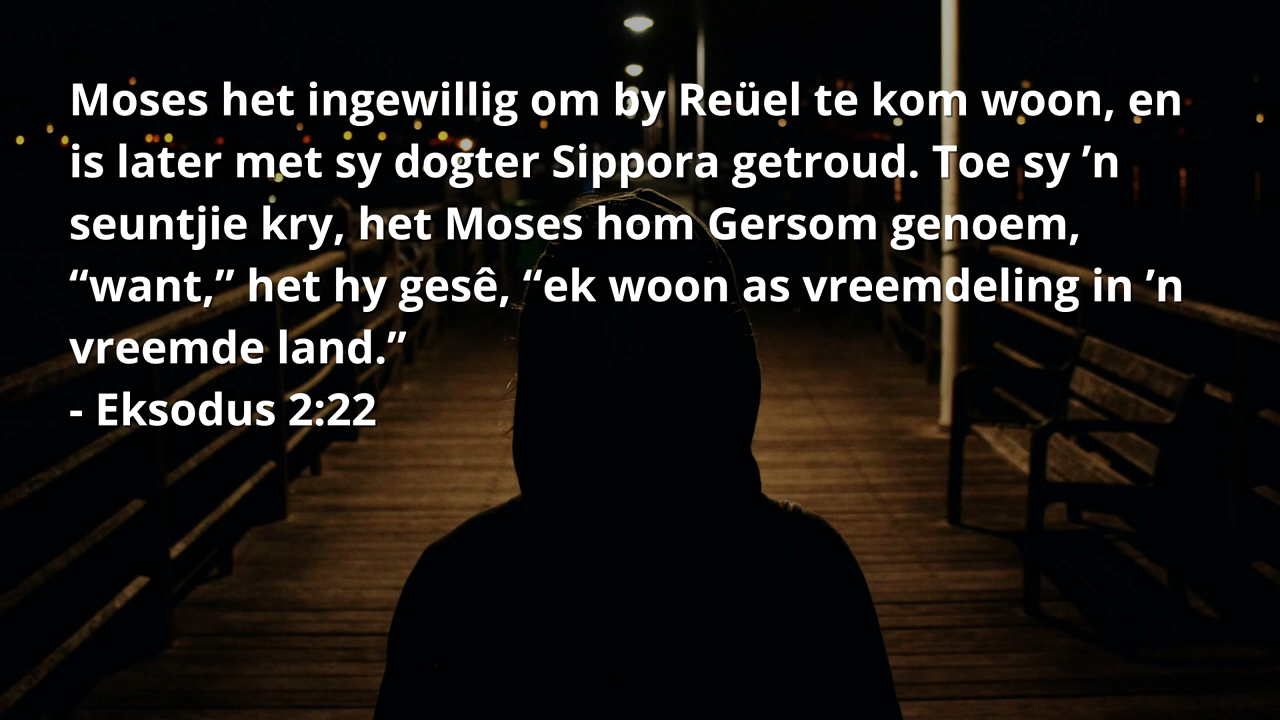 Moses het ingewillig om by Reüel te kom woon, en
is later met sy dogter Sippora getroud. Toe sy ’n
seuntjie kry, het Moses hom Gersom genoem,
“want,” het hy gesê, “ek woon as vreemdeling in ’n
vreemde land.”
- Eksodus 2:22